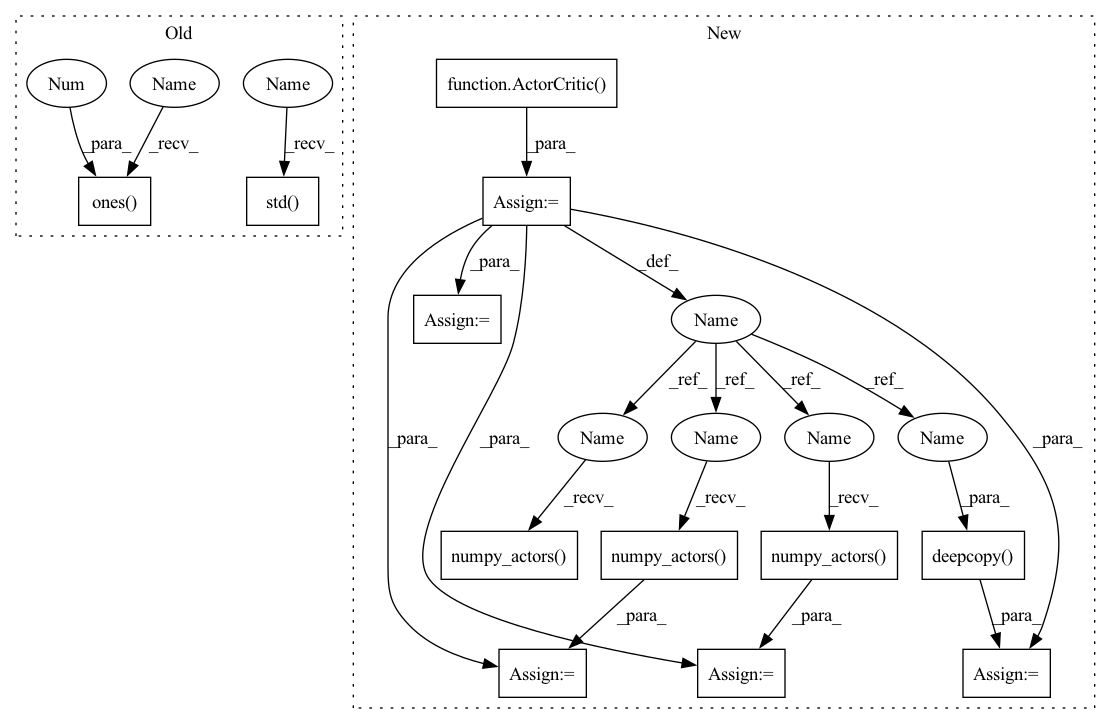 Old
New
Num
Name
Name
function.ActorCritic()
_para_
_recv_
_recv_
_para_
ones()
std()
Assign:=
_para_
_def_
Assign:=
Name
_ref_
_ref_
_ref_
_ref_
_para_
_para_
_para_
Name
Name
Name
Name
_recv_
_recv_
_recv_
_para_
numpy_actors()
numpy_actors()
numpy_actors()
deepcopy()
_para_
_para_
_para_
Assign:=
Assign:=
Assign:=